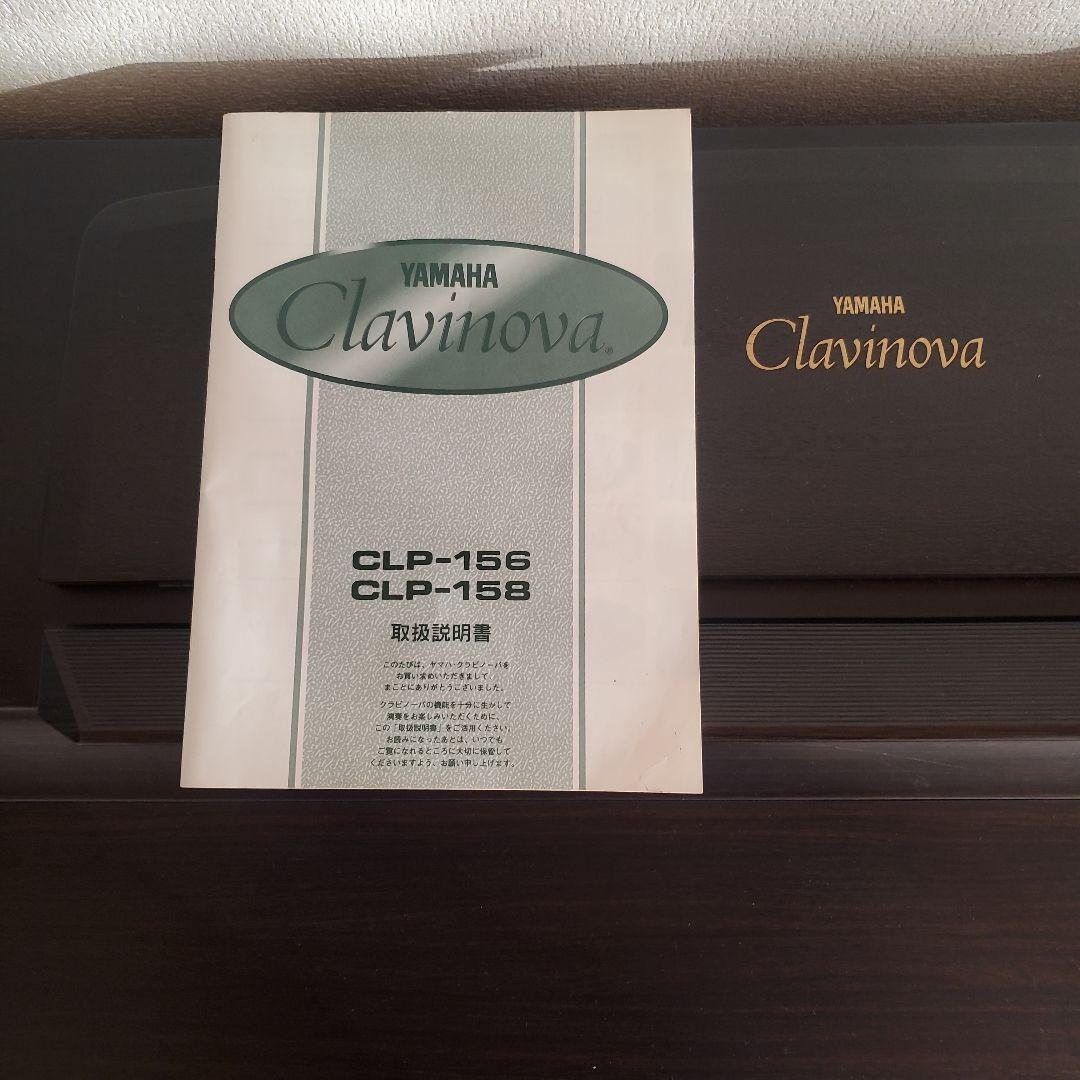 YAMAHA
Clavinova®
YAMAHA
Clavinova
CLP-156
CLP-158
取扱説明書
このたびは、ヤマハ・クラビノーバを
お買い求めいただきまして
まことにありがとうございました。
クラビノーバの機能を十分に生かして
演奏をお楽しみいただくために、
この「取扱説明書」をご活用ください。
お読みになったあとは、いつでも
ご覧になれるところに大切に保管して
くださいますよう、お願い申し上げます。